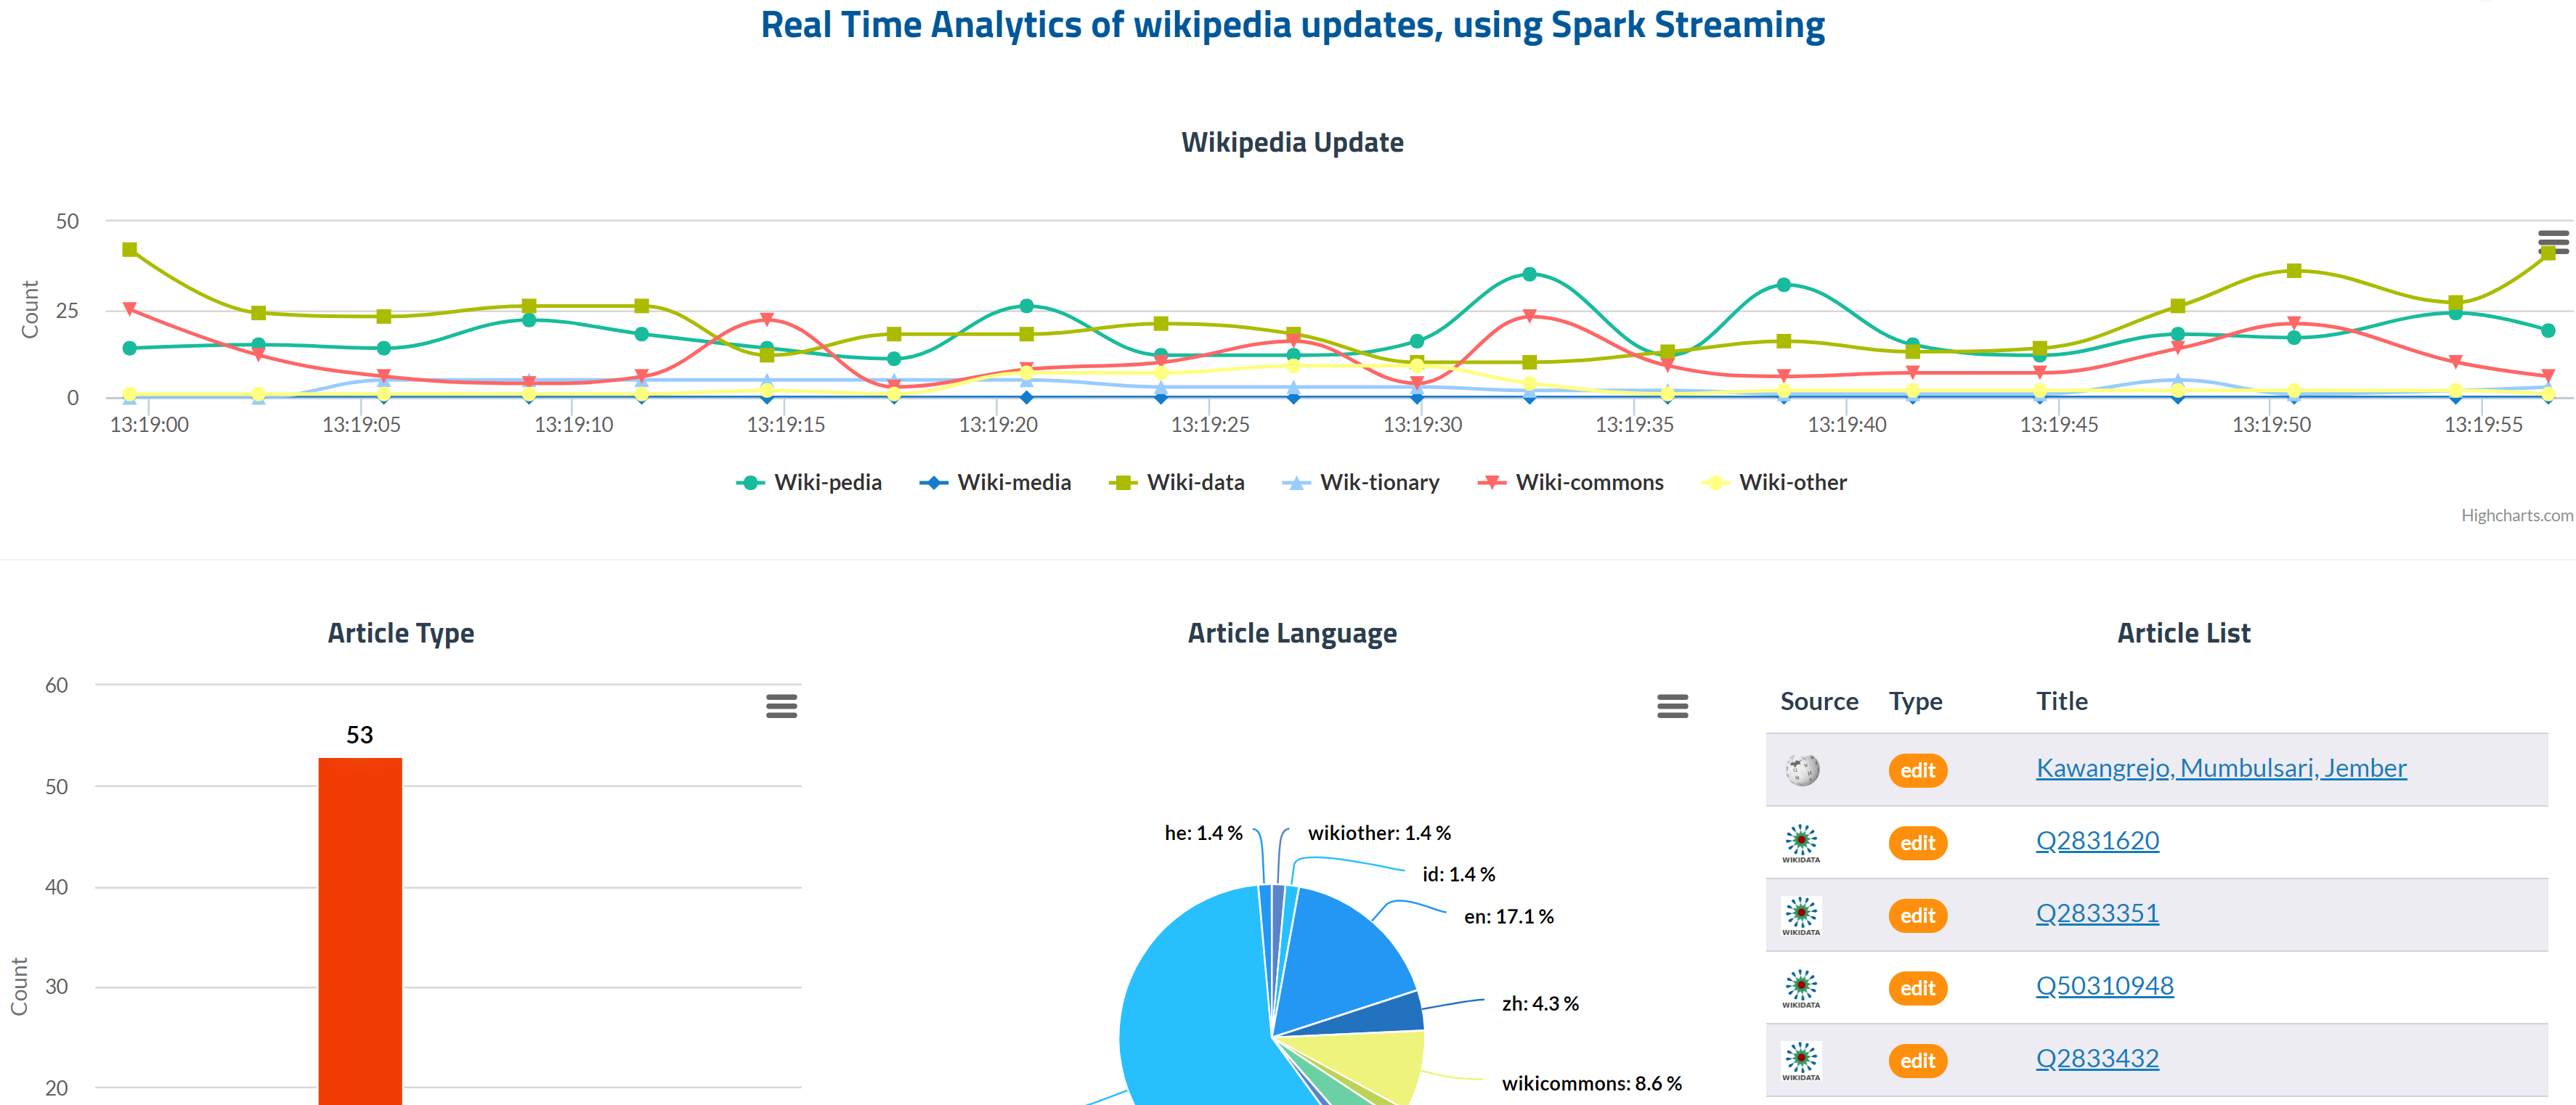 Real Time Analytics of wikipedia updates, using Spark Streaming
Wikipedia Update
50
25
0
Count
13:19:00 13:19:05 13:19:10 13:19:15 13:19:20 13:19:25 13:19:30 13:19:35 13:19:40 13:19:45 13:19:50 13:19:55
Wiki-pedia Wiki-media Wiki-data Wik-tionary Wiki-commons Wiki-other
Highcharts.com
Article Type
60
53
50
40
30
20
Count
Article Language
he: 1.4 %
wikiother: 1.4 %
id: 1.4 %
en: 17.1 %
zh: 4.3 %
wikicommons: 8.6 %
Article List
Source Type Title
edit Kawangrejo, Mumbulsari, Jember
WIKIDATA edit Q2831620
WIKIDATA edit Q2833351
WIKIDATA edit Q50310948
WIKIDATA edit Q2833432